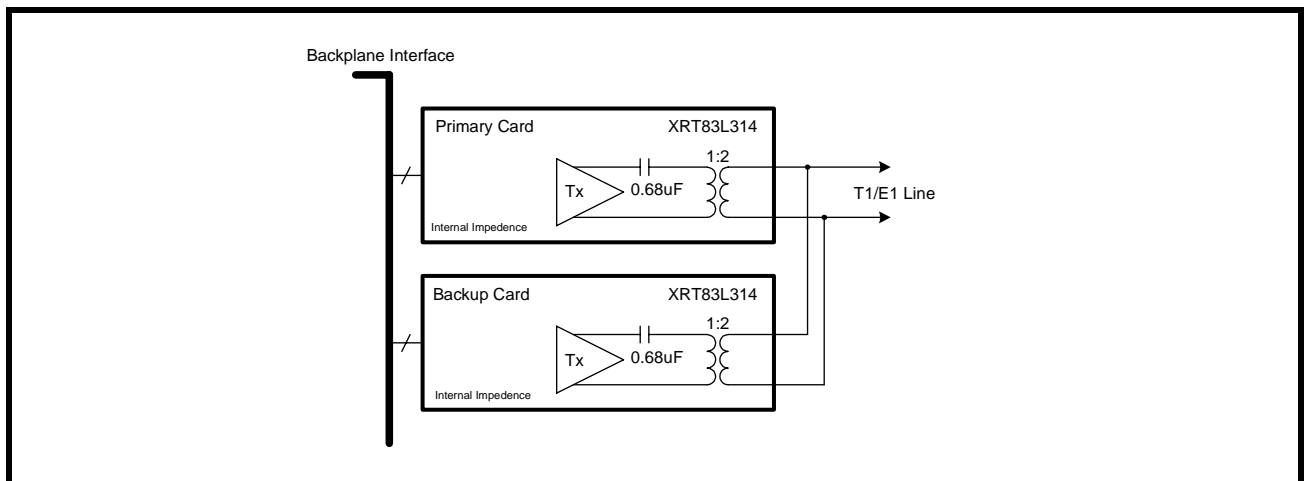 Backplane Interface
Primary Card XRT83L314
1:2
Tx 0.68uF
Internal Impedence
T1/E1 Line
Backup Card XRT83L314
1:2
Tx 0.68uF
Internal Impedence